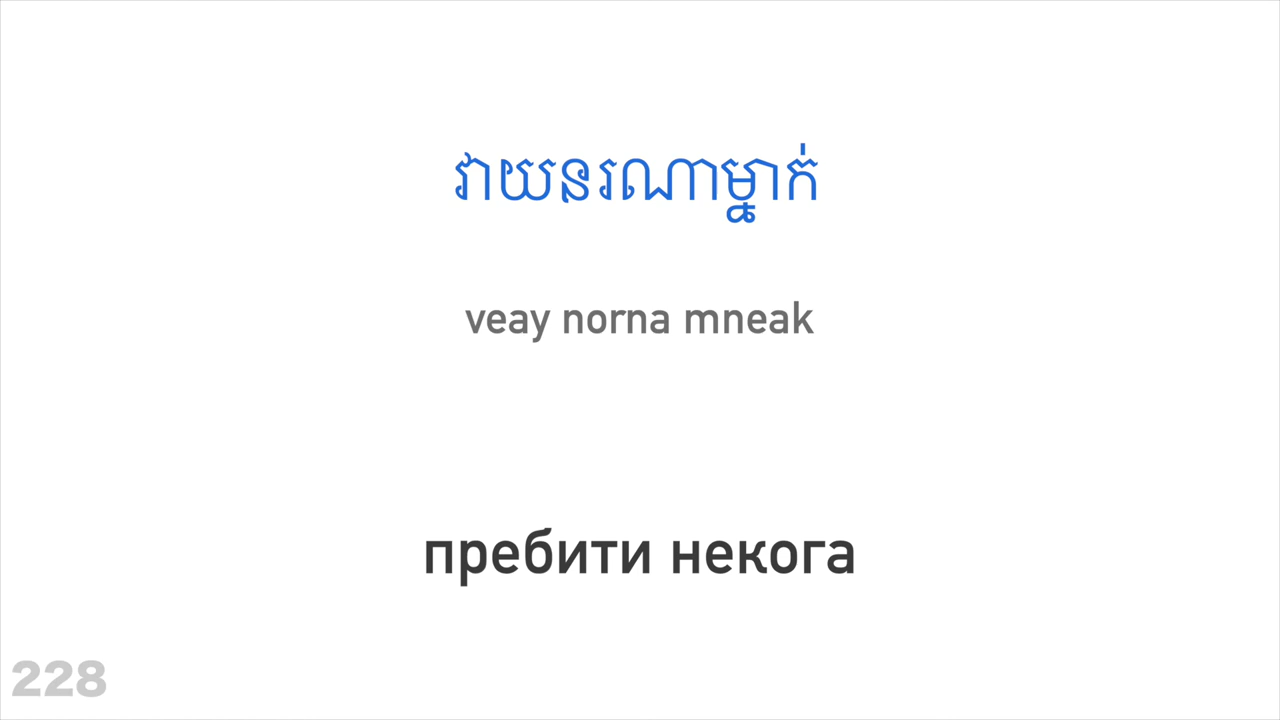 វាយនរណាម្នាក់
veay norna mneak
пребити некога
228